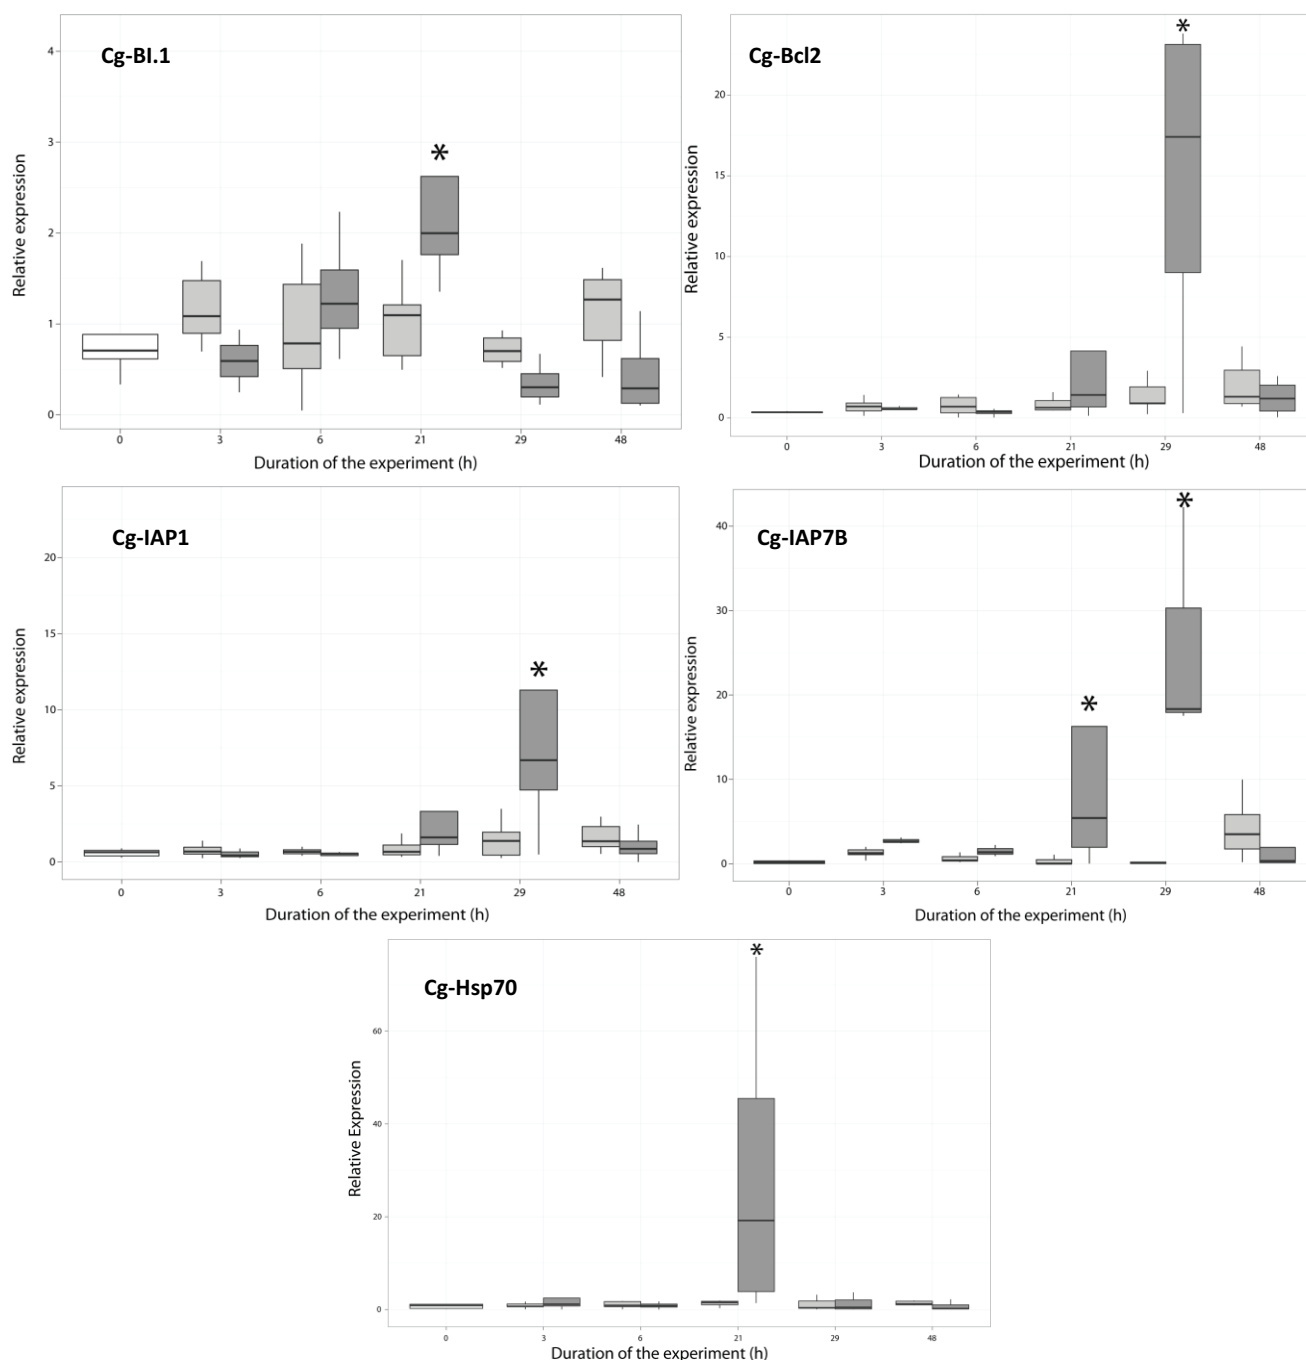 Cg-BI.1
*
Relative expression
4
3
2
1
0
0 3 6 21 29 48
Duration of the experiment (h)
Cg-Bcl2
*
Relative expression
20
15
10
5
0
0 3 6 21 29 48
Duration of the experiment (h)
Cg-IAP1
*
Relative expression
20
15
10
5
0
0 3 6 21 29 48
Duration of the experiment (h)
Cg-IAP7B
*
*
Relative expression
40
30
20
10
0
0 3 6 21 29 48
Duration of the experiment (h)
Cg-Hsp70
*
Relative Expression
60
40
20
0
0 3 6 21 29 48
Duration of the experiment (h)